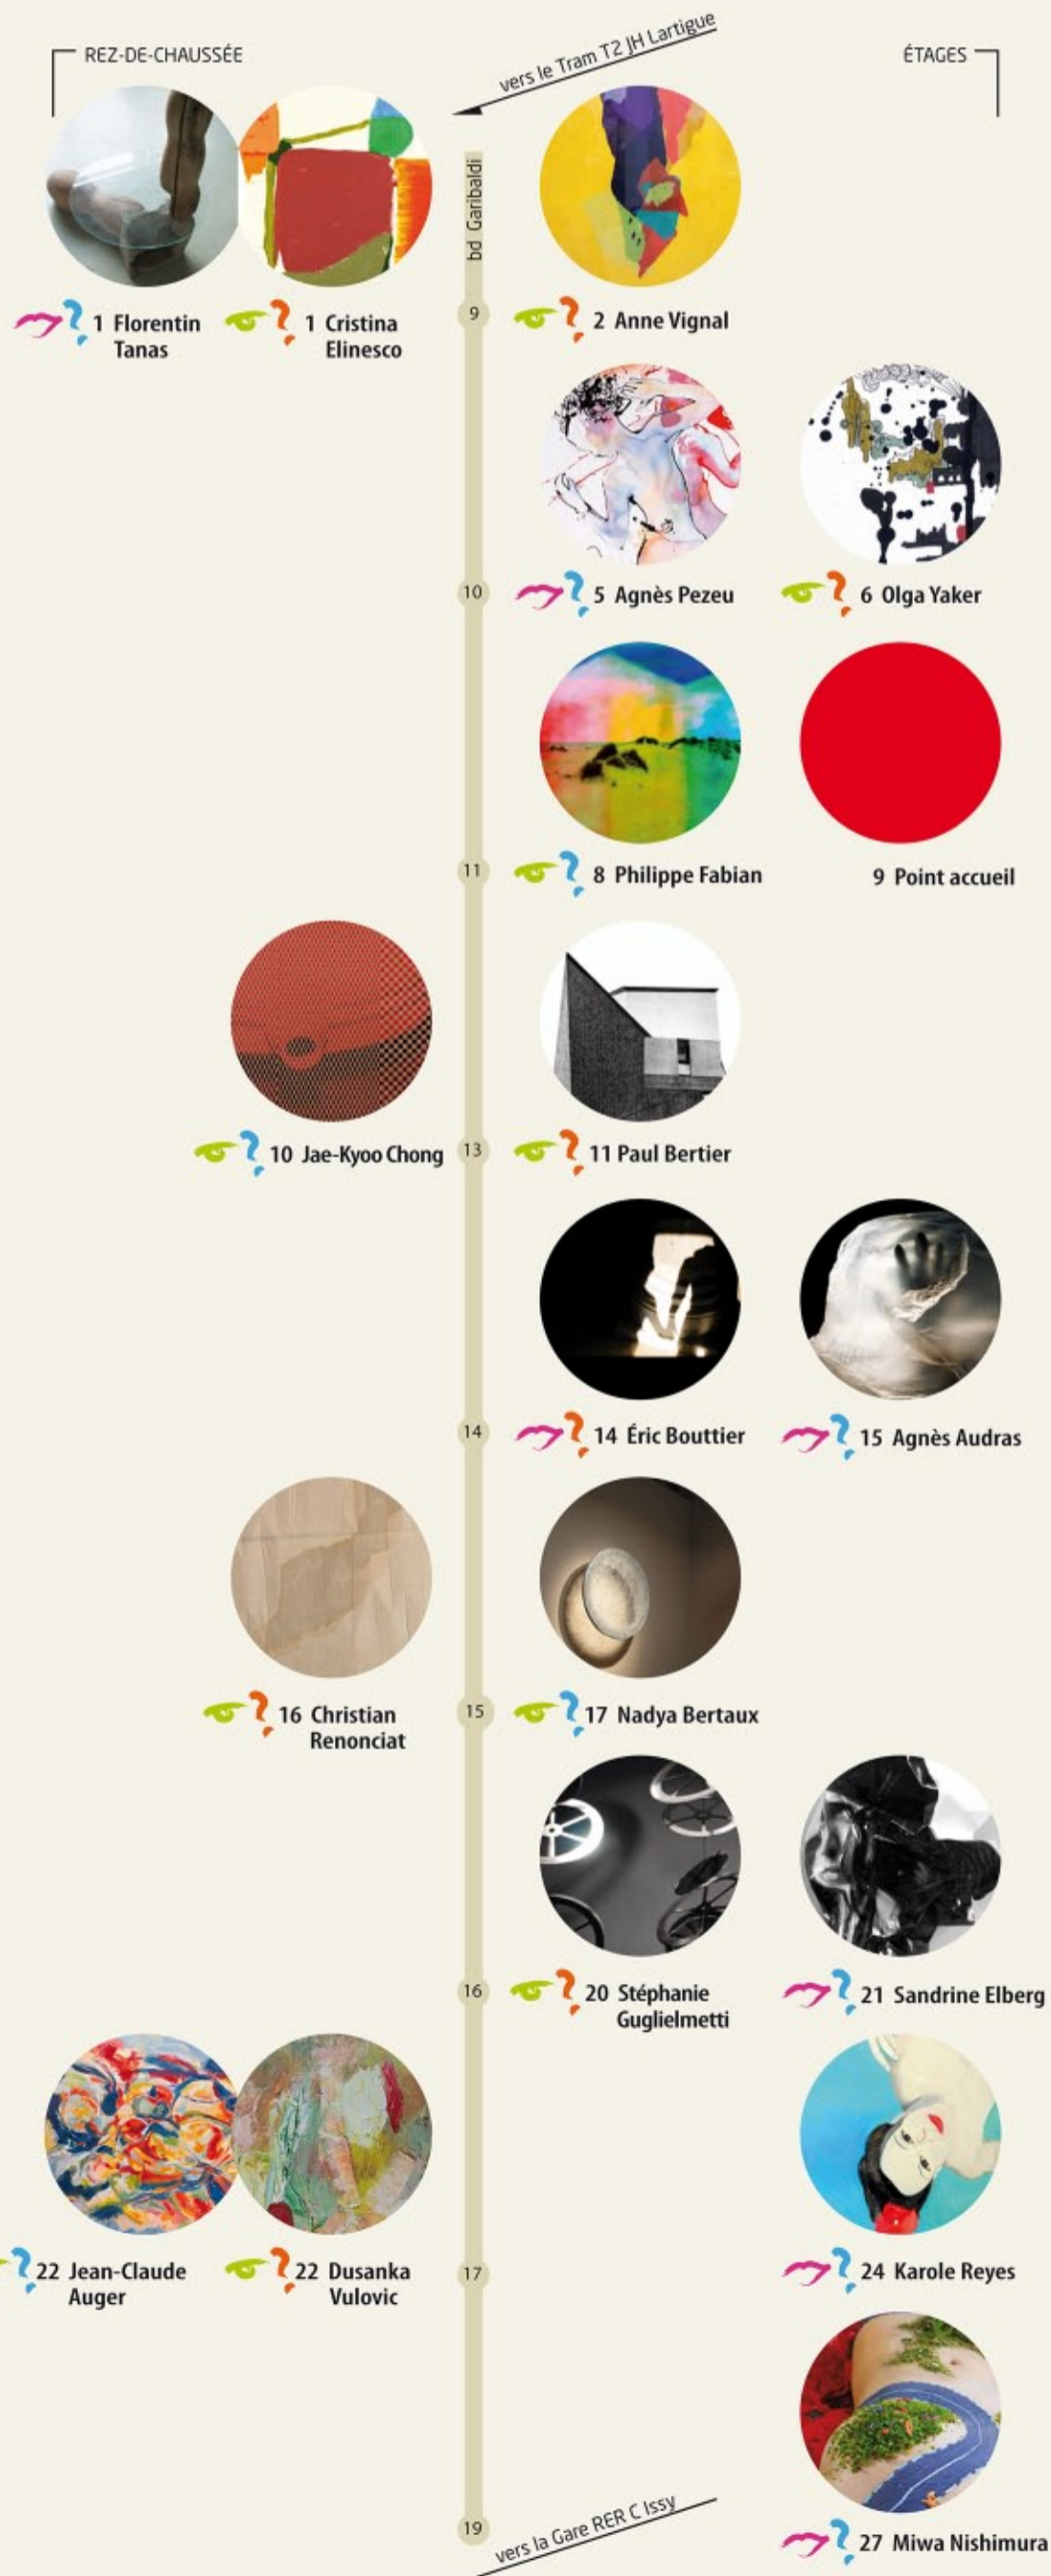 REZ-DE-CHAUSSÉE
vers le Tram T2 JH Lartigue
ÉTAGES
bd Garibaldi
1 Florentin
Tanas
1 Cristina
Elinesco
9
2 Anne Vignal
10
5 Agnès Pezeu
6 Olga Yaker
11
8 Philippe Fabian
9 Point accueil
10 Jae-Kyoo Chong
13
11 Paul Bertier
14
14 Éric Bouttier
15 Agnès Audras
16 Christian
Renonciat
15
17 Nadya Bertaux
16
20 Stéphanie
Guglielmetti
21 Sandrine Elberg
22 Jean-Claude
Auger
22 Dusanka
Vulovic
17
24 Karole Reyes
19
vers la Gare RER C Issy
27 Miwa Nishimura